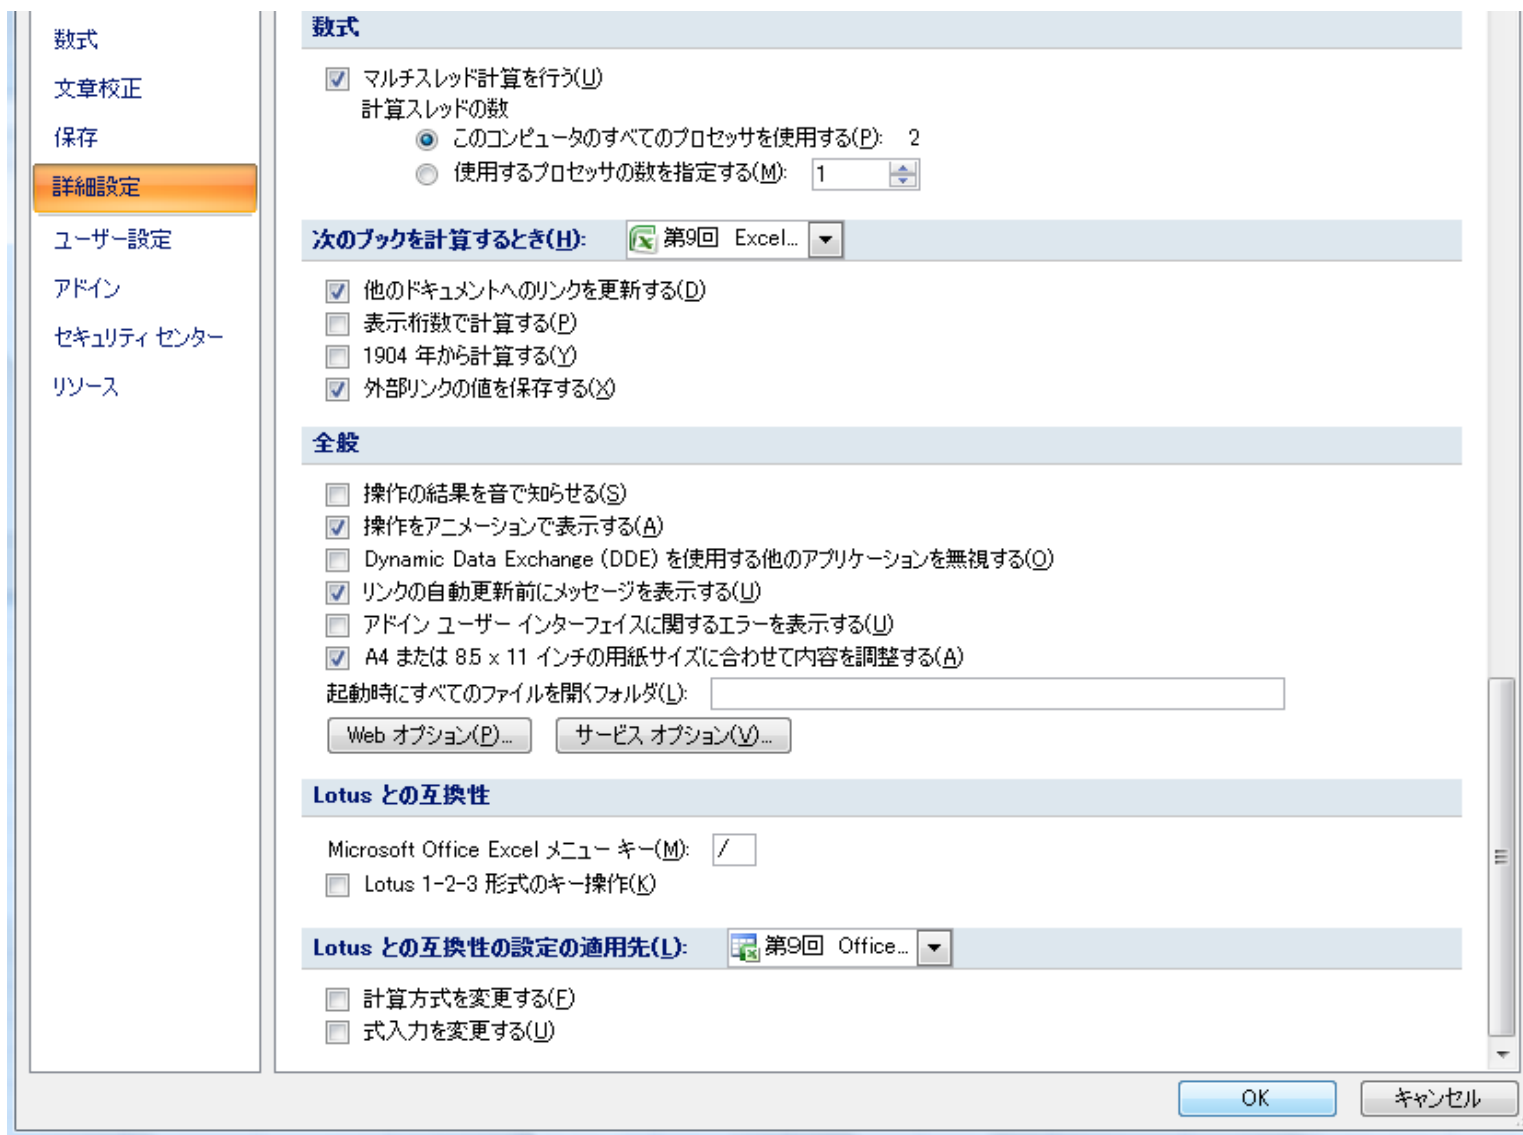 数式
文章校正
保存
詳細設定
ユーザー設定
アドイン
セキュリティ センター
リソース
数式
マルチスレッド計算を行う(U)
計算スレッドの数
このコンピュータのすべてのプロセッサを使用する(P): 2
使用するプロセッサの数を指定する(M): 1
次のブックを計算するとき(H): 第9回 Excel...
他のドキュメントへのリンクを更新する(D)
表示桁数で計算する(P)
1904 年から計算する(Y)
外部リンクの値を保存する(X)
全般
操作の結果を音で知らせる(S)
操作をアニメーションで表示する(A)
Dynamic Data Exchange (DDE) を使用する他のアプリケーションを無視する(O)
リンクの自動更新前にメッセージを表示する(U)
アドイン ユーザー インターフェイスに関するエラーを表示する(U)
A4 または 8.5 x 11 インチの用紙サイズに合わせて内容を調整する(A)
起動時にすべてのファイルを開くフォルダ(L):
Web オプション(P)... サービス オプション(V)...
Lotus との互換性
Microsoft Office Excel メニュー キー(M): /
Lotus 1-2-3 形式のキー操作(K)
Lotus との互換性の設定の適用先(L): 第9回 Office...
計算方式を変更する(F)
式入力を変更する(U)
OK キャンセル